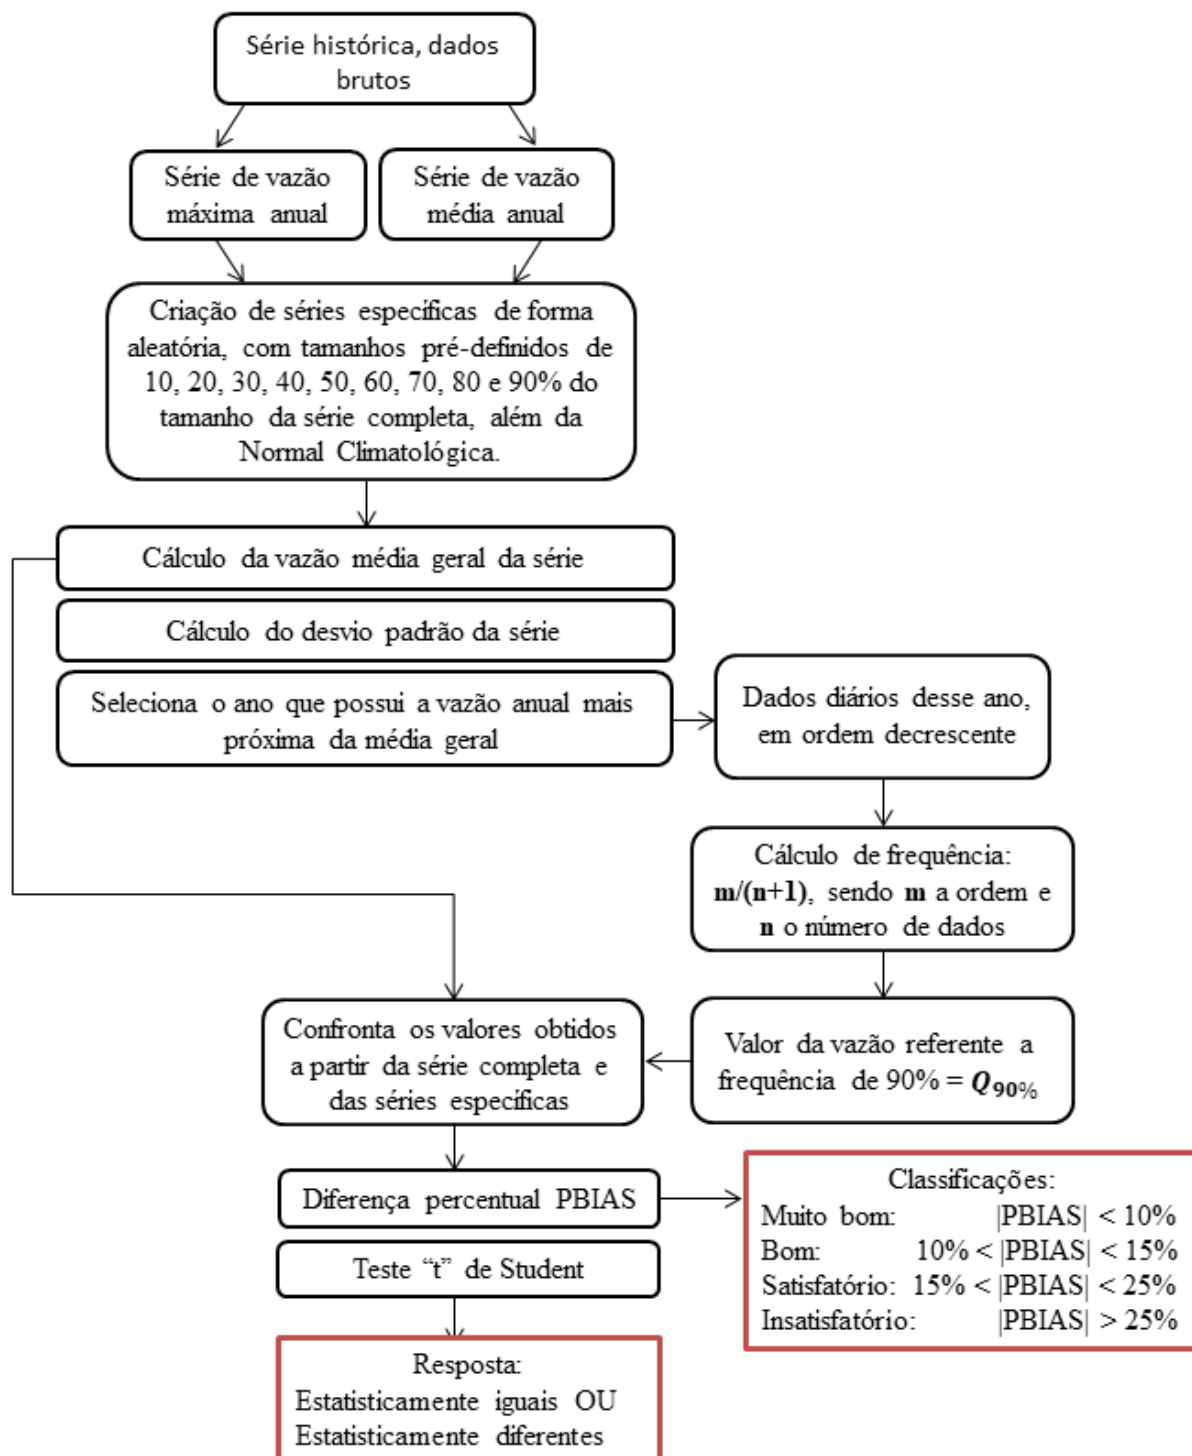 Série histórica, dados
brutos
Série de vazão
máxima anual
Série de vazão
média anual
Criação de séries específicas de forma
aleatória, com tamanhos pré-definidos de
10, 20, 30, 40, 50, 60, 70, 80 e 90% do
tamanho da série completa, além da
Normal Climatológica.
Cálculo da vazão média geral da série
Cálculo do desvio padrão da série
Seleciona o ano que possui a vazão anual mais
próxima da média geral
Dados diários desse ano,
em ordem decrescente
Cálculo de frequência:
m/(n+1), sendo m a ordem e
n o número de dados
Valor da vazão referente a
frequência de 90% = Q90%
Confronta os valores obtidos
a partir da série completa e
das séries específicas
Diferença percentual PBIAS
Teste “t” de Student
Classificações:
Muito bom: |PBIAS| < 10%
Bom: 10% < |PBIAS| < 15%
Satisfatório: 15% < |PBIAS| < 25%
Insatisfatório: |PBIAS| > 25%
Resposta:
Estatisticamente iguais OU
Estatisticamente diferentes